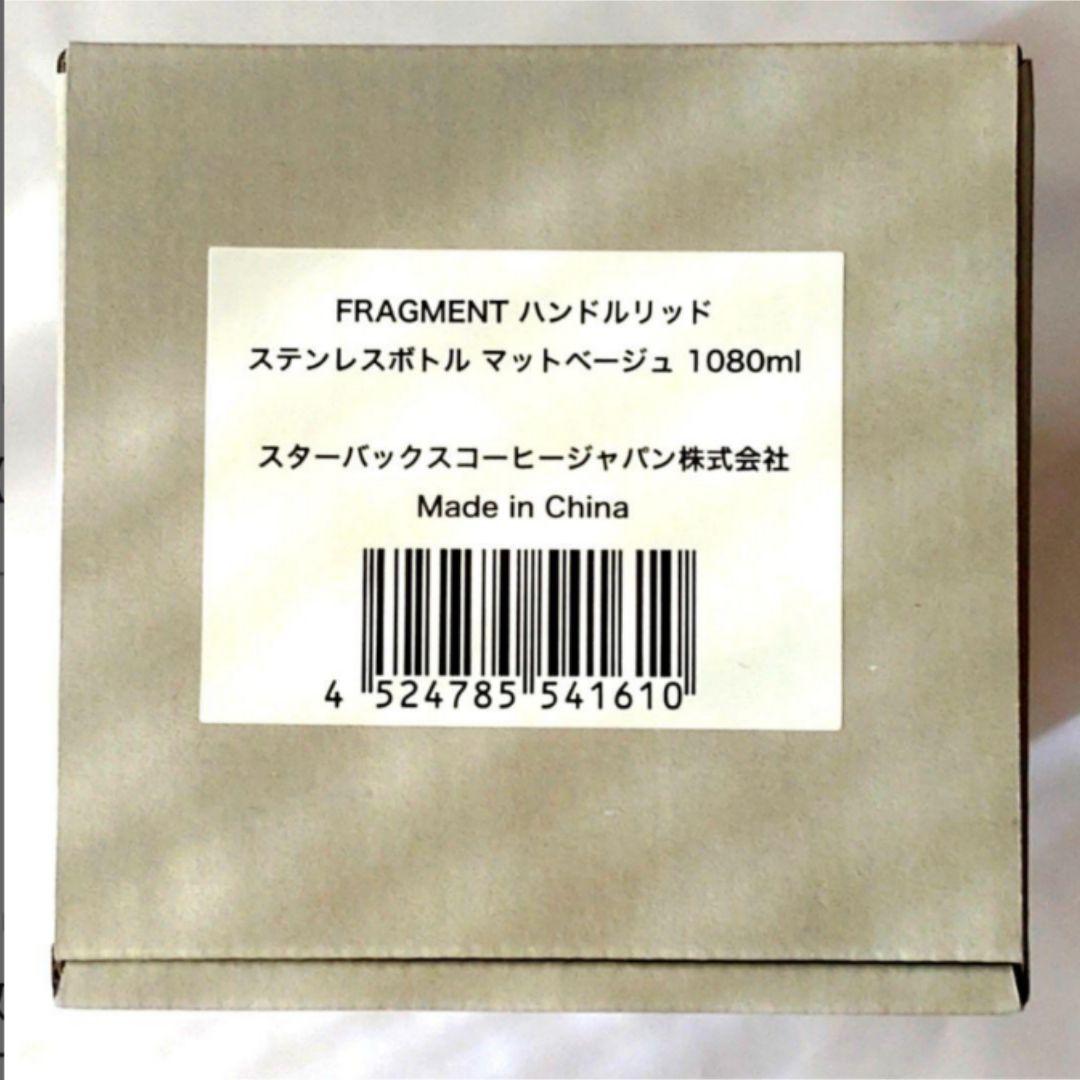 FRAGMENT ハンドルリッド
ステンレスボトル マットベージュ 1080ml
スターバックスコーヒージャパン株式会社
Made in China
4 524785 541610